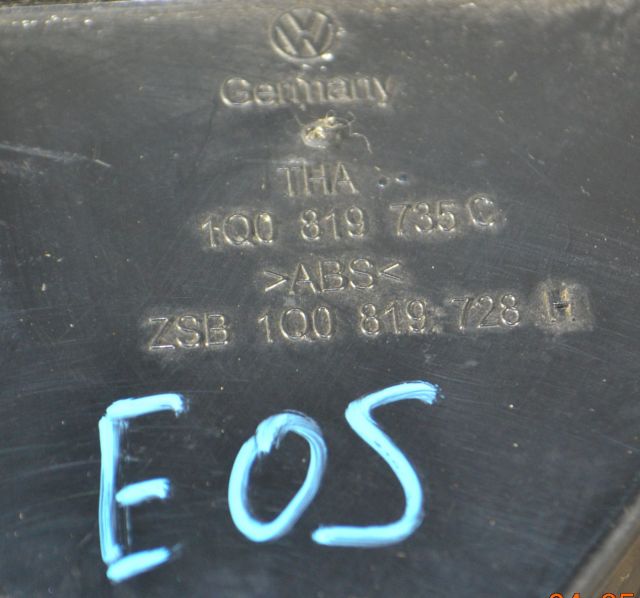 Germany
THA
1Q0 819 735 C
>ABS<
ZSB 1Q0 819 728 H
EOS